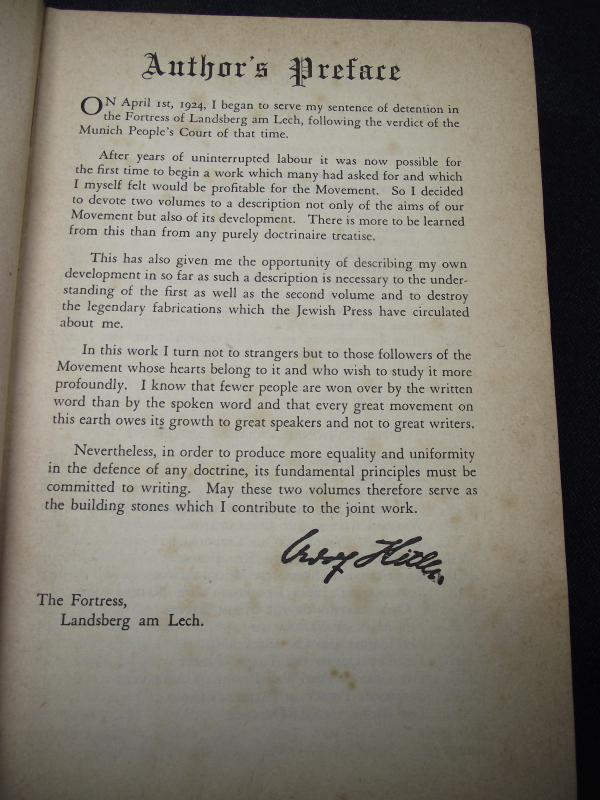 Author's Preface
ON April 1st, 1924, I began to serve my sentence of detention in
the Fortress of Landsberg am Lech, following the verdict of the
Munich People's Court of that time.
After years of uninterrupted labour it was now possible for
the first time to begin a work which many had asked for and which
I myself felt would be profitable for the Movement. So I decided
to devote two volumes to a description not only of the aims of our
Movement but also of its development. There is more to be learned
from this than from any purely doctrinaire treatise.
This has also given me the opportunity of describing my own
development in so far as such a description is necessary to the under-
standing of the first as well as the second volume and to destroy
the legendary fabrications which the Jewish Press have circulated
about me.
In this work I turn not to strangers but to those followers of the
Movement whose hearts belong to it and who wish to study it more
profoundly. I know that fewer people are won over by the written
word than by the spoken word and that every great movement on
this earth owes its growth to great speakers and not to great writers.
Nevertheless, in order to produce more equality and uniformity
in the defence of any doctrine, its fundamental principles must be
committed to writing. May these two volumes therefore serve as
the building stones which I contribute to the joint work.
Adolf Hitler.
The Fortress,
Landsberg am Lech.